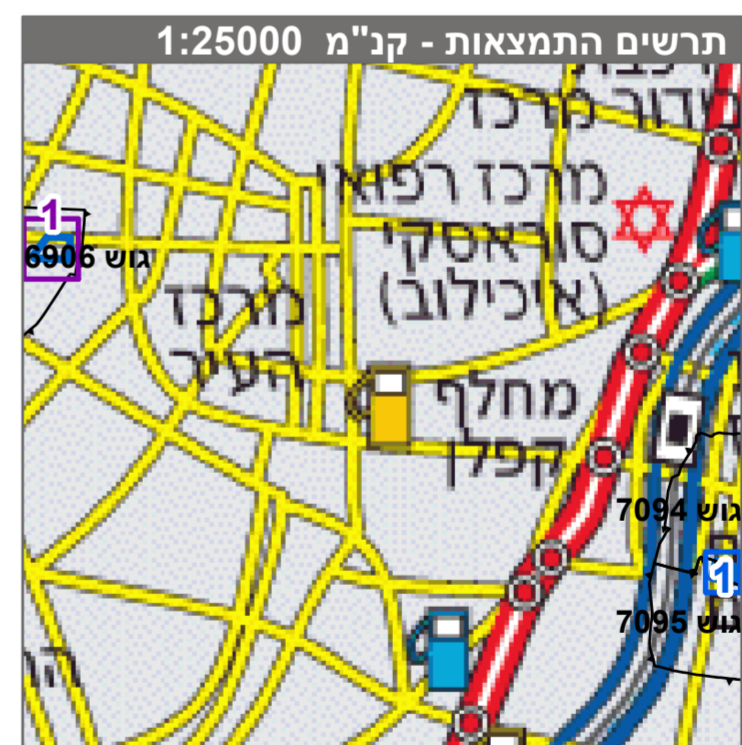 תרשים התמצאות - קנ"מ 1:25000
מרכז
מרכז רפואי
סוראסקי
(איכילוב)
1
גוש 6906
מרכז
העיר
מחלף
קפלן
גוש 7094
1
גוש 7095